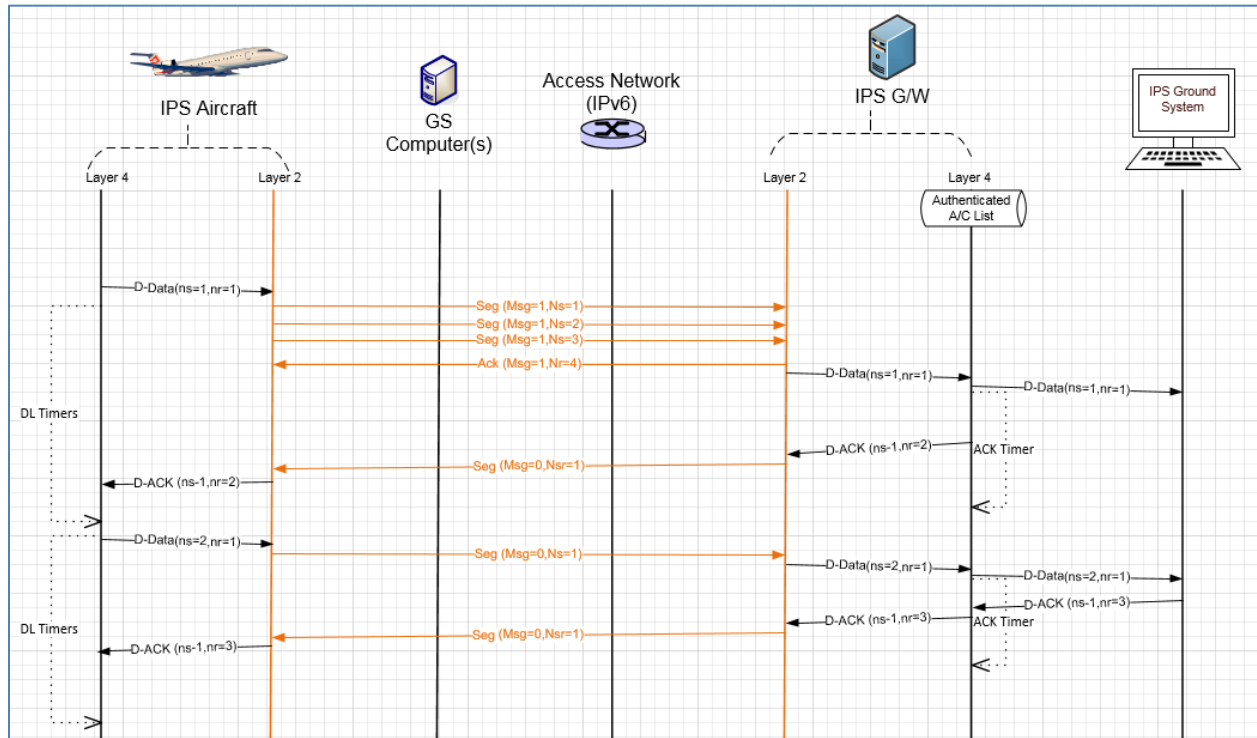 IPS Aircraft
GS
Computer(s)
Access Network
(IPv6)
IPS G/W
IPS Ground
System
Layer 4
Layer 2
Layer 2
Layer 4
Authenticated
A/C List
D-Data(ns=1,nr=1)
Seg (Msg=1,Ns=1)
Seg (Msg=1,Ns=2)
Seg (Msg=1,Ns=3)
Ack (Msg=1,Nr=4)
D-Data(ns=1,nr=1)
D-Data(ns=1,nr=1)
DL Timers
D-ACK (ns-1,nr=2)
ACK Timer
Seg (Msg=0,Nsr=1)
D-ACK (ns-1,nr=2)
D-Data(ns=2,nr=1)
Seg (Msg=0,Ns=1)
D-Data(ns=2,nr=1)
D-Data(ns=2,nr=1)
D-ACK (ns-1,nr=3)
D-ACK (ns-1,nr=3)
ACK Timer
DL Timers
Seg (Msg=0,Nsr=1)
D-ACK (ns-1,nr=3)